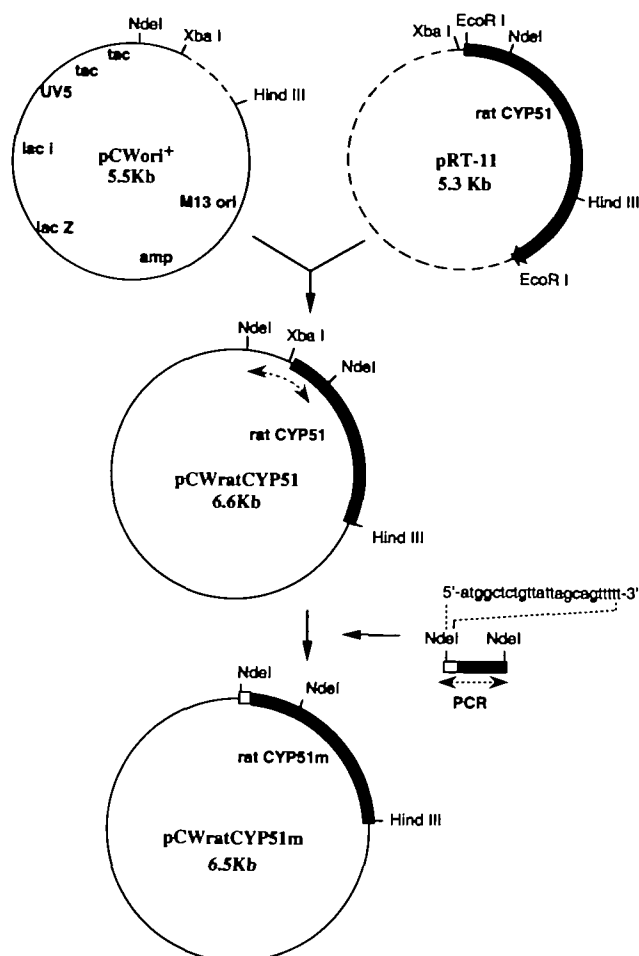 NdeI
Xba I
tac
tac
UV5
Hind III
lac i
pCWori+
5.5Kb
M13 ori
lac Z
amp
EcoR I
Xba I
NdeI
rat CYP51
pRT-11
5.3 Kb
Hind III
EcoR I
NdeI
Xba I
NdeI
rat CYP51
pCWratCYP51
6.6Kb
Hind III
5'-atggctctgttattagcagttttt-3'
NdeI NdeI
PCR
NdeI
NdeI
rat CYP51m
Hind III
pCWratCYP51m
6.5Kb